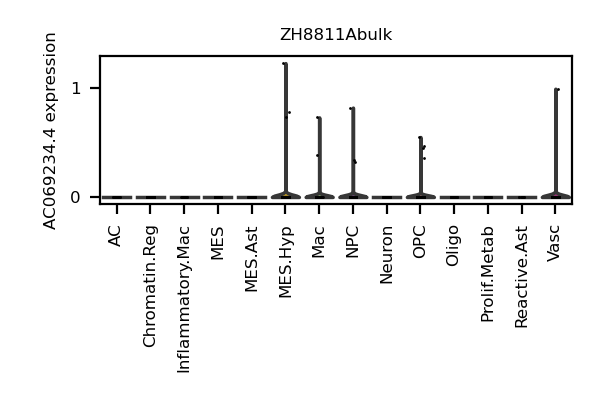 ZH8811Abulk
AC069234.4 expression
1
0
AC
Chromatin.Reg
Inflammatory.Mac
MES
MES.Ast
MES.Hyp
Mac
NPC
Neuron
OPC
Oligo
Prolif.Metab
Reactive.Ast
Vasc